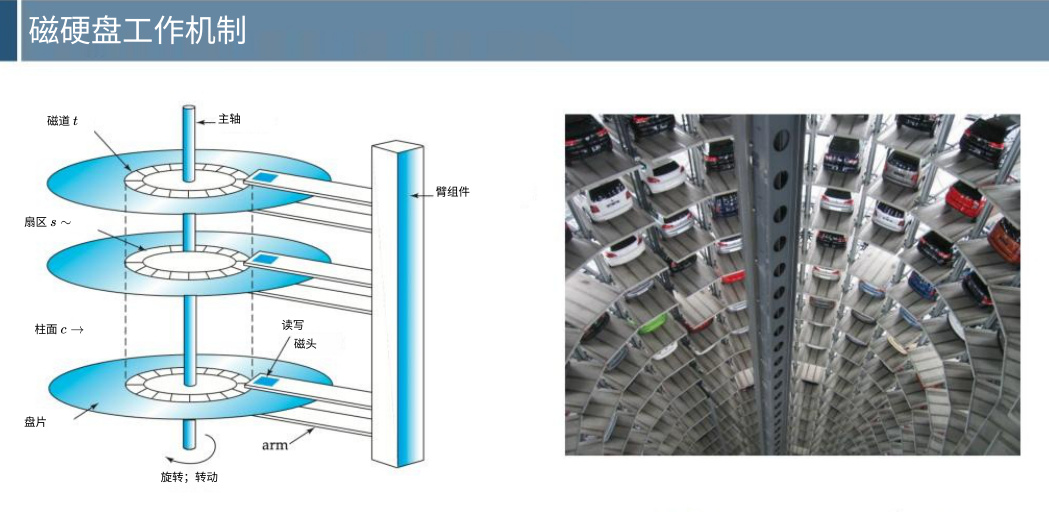 磁硬盘工作机制
磁道 t
主轴
臂组件
扇区 s ~
柱面 c →
读写
磁头
盘片
arm
旋转；转动